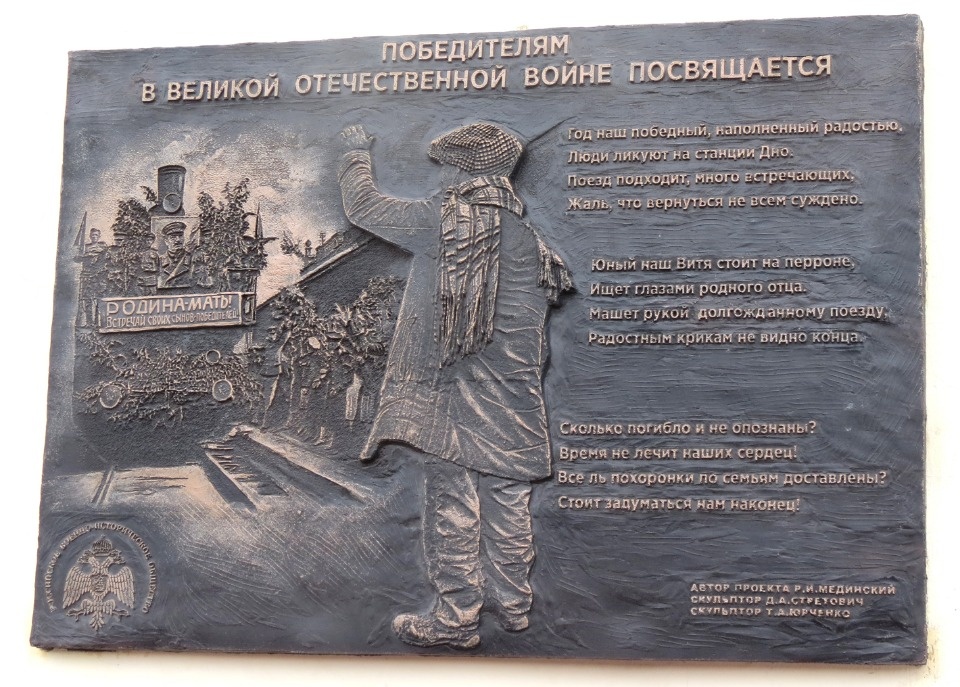 ПОБЕДИТЕЛЯМ
В ВЕЛИКОЙ ОТЕЧЕСТВЕННОЙ ВОЙНЕ ПОСВЯЩАЕТСЯ
Год наш победный, наполненный радостью,
Люди ликуют на станции Дно.
Поезд подходит, много встречающих,
Жаль, что вернуться не всем суждено.
Юный наш Витя стоит на перроне,
Ищет глазами родного отца.
Машет рукой долгожданному поезду,
Радостным крикам не видно конца.
Сколько погибло и не опознаны?
Время не лечит наших сердец!
Все ль похоронки по семьям доставлены?
Стоит задуматься нам наконец!
РОДИНА-МАТЬ!
ВСТРЕЧАЙ СВОИХ СЫНОВ-ПОБЕДИТЕЛЕЙ
РОССИЙСКОЕ ВОЕННО-ИСТОРИЧЕСКОЕ ОБЩЕСТВО
АВТОР ПРОЕКТА Р.И.МЕДИНСКИЙ
СКУЛЬПТОР Д.А.СТРЕТОВИЧ
СКУЛЬПТОР Т.А.ЮРЧЕНКО